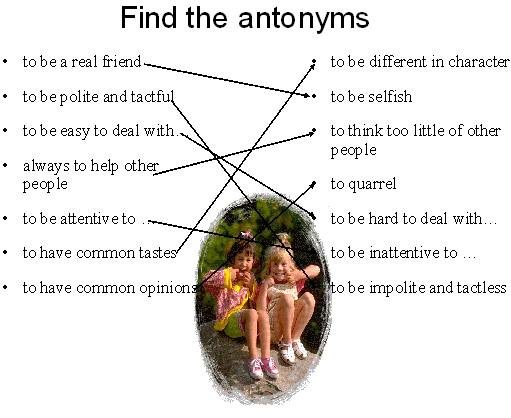 Find the antonyms
• to be a real friend
• to be polite and tactful
• to be easy to deal with..
• always to help other
people
• to be attentive to …
• to have common tastes
• to have common opinions
• to be different in character
• to be selfish
• to think too little of other
people
• to quarrel
• to be hard to deal with…
to be inattentive to …
to be impolite and tactless